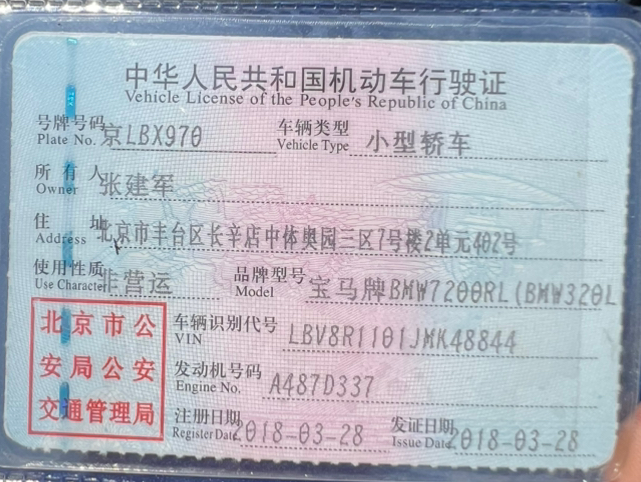 中华人民共和国机动车行驶证
Vehicle License of the People's Republic of China
号牌号码 京LBX970 车辆类型 小型轿车
Plate No. Vehicle Type
所有人 张建军
Owner
住址 北京市丰台区长辛店中体奥园三区7号楼2单元402号
Address
使用性质 非营运 品牌型号 宝马牌BMW7200RL(BMW320L
Use Character Model
北京市公
安局公安
交通管理局
车辆识别代号 LBV8R1101JMK48844
VIN
发动机号码 A487D337
Engine No.
注册日期 2018-03-28 发证日期 2018-03-28
Register Date Issue Date